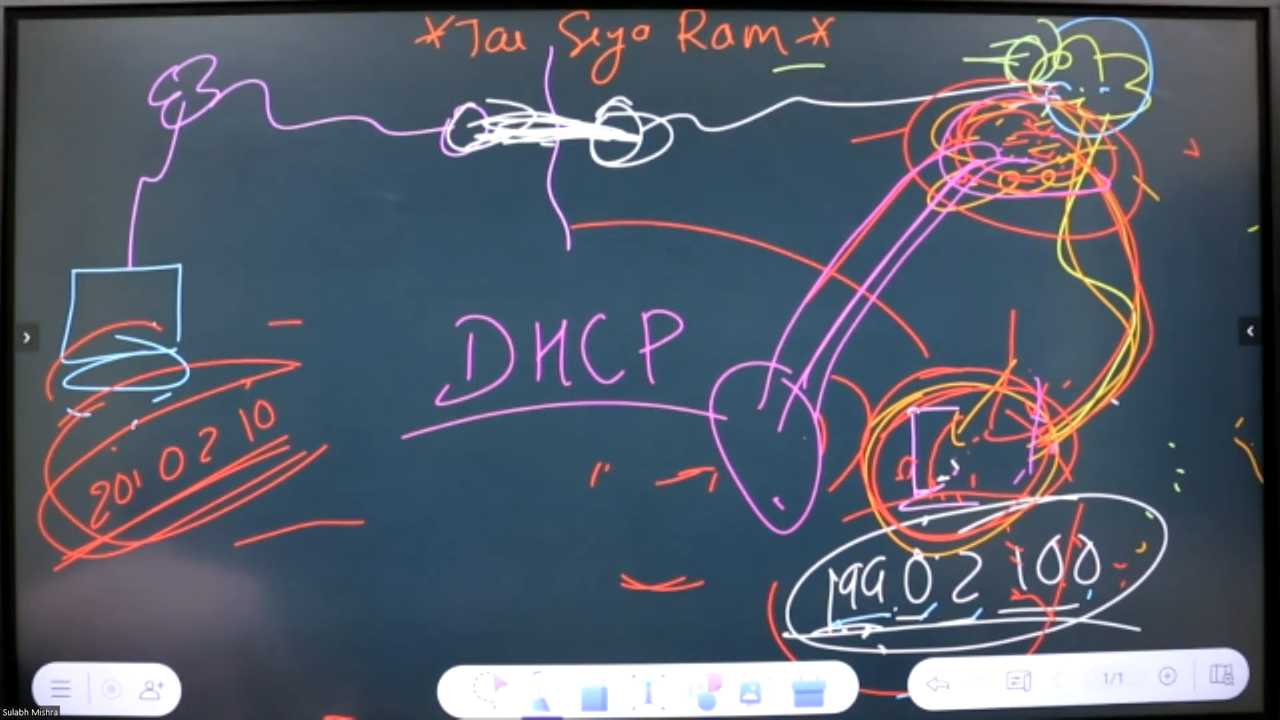 *Jai Siya Ram*
DHCP
201 0 2 10
199 0 2 100
1/1
Sulabh Mishra